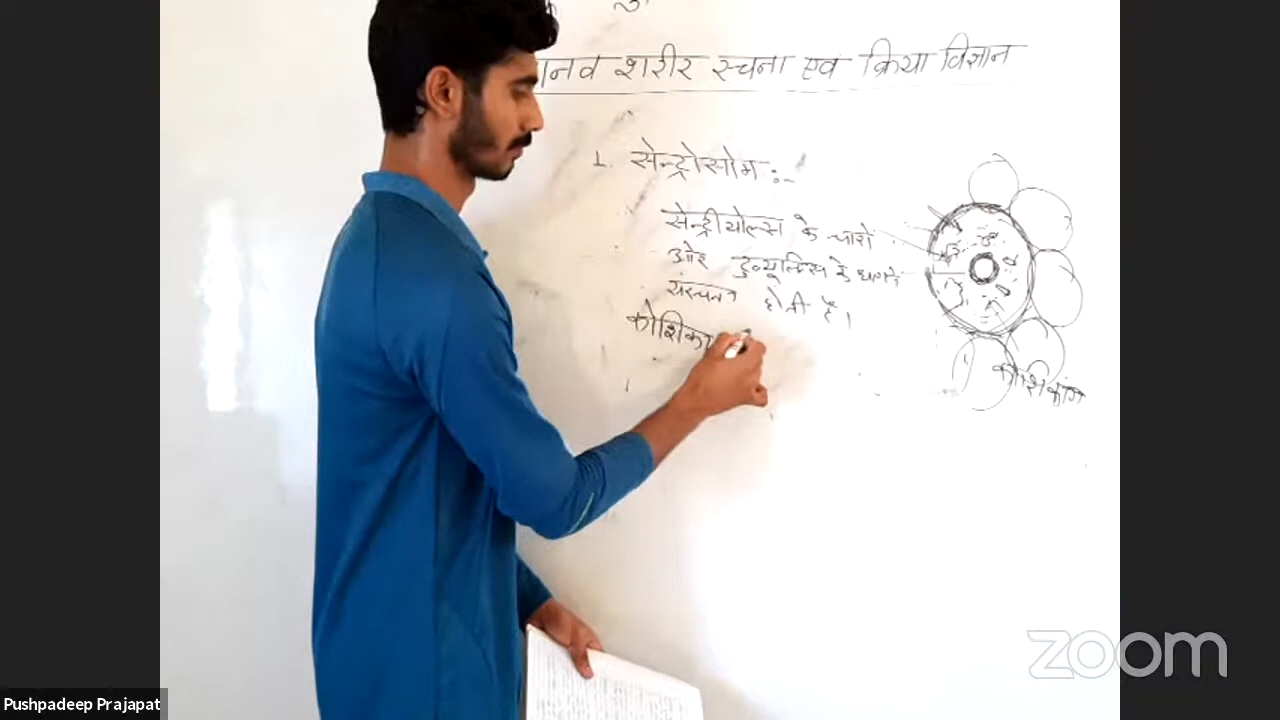 मानव शरीर रचना एवं क्रिया विज्ञान
1. सेन्ट्रोसोम :-
सेन्ट्रीयोल्स के चारो
ओर के
होती है।
कोशिका
कोशिकांग
zoom
Pushpadeep Prajapat